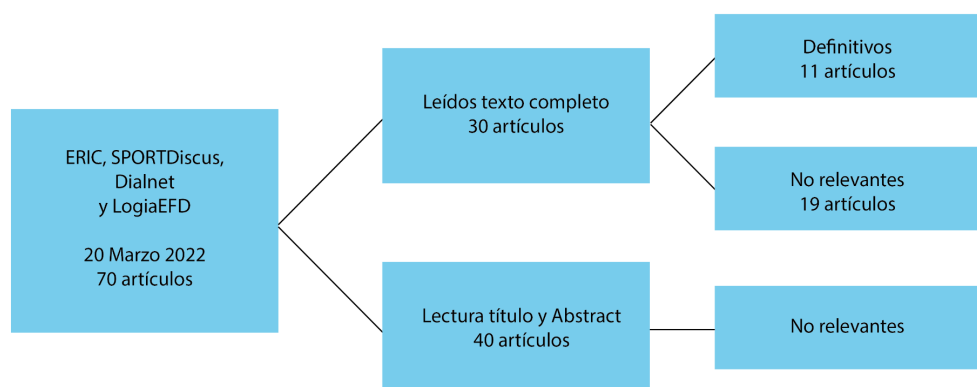 ERIC, SPORTDiscus,
Dialnet
y LogiaEFD
20 Marzo 2022
70 artículos
Leídos texto completo
30 artículos
Definitivos
11 artículos
No relevantes
19 artículos
Lectura título y Abstract
40 artículos
No relevantes